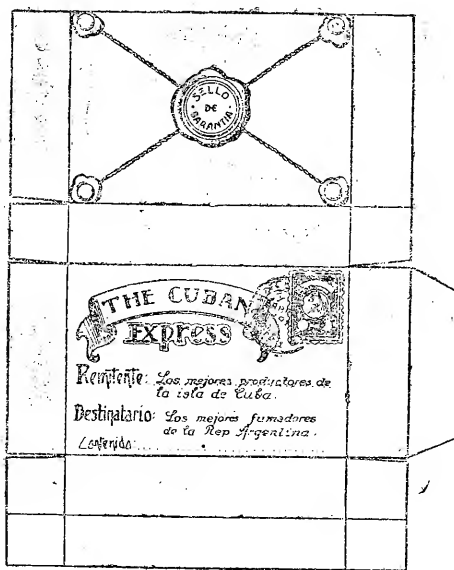 SELLO
DE
GARANTIA
THE CUBAN
EXPRESS
Remitente: Los mejores productores de
la isla de Cuba.
Destinatario: Los mejores fumadores
de la Rep Argentina.
Contenido: